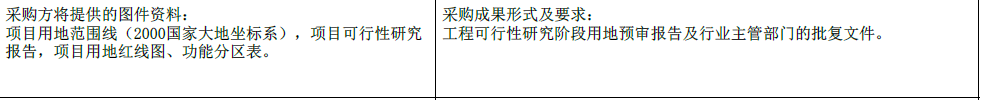 采购方将提供的图件资料：
项目用地范围线（2000国家大地坐标系），项目可行性研究
报告，项目用地红线图、功能分区表。
采购成果形式及要求：
工程可行性研究阶段用地预审报告及行业主管部门的批复文件。